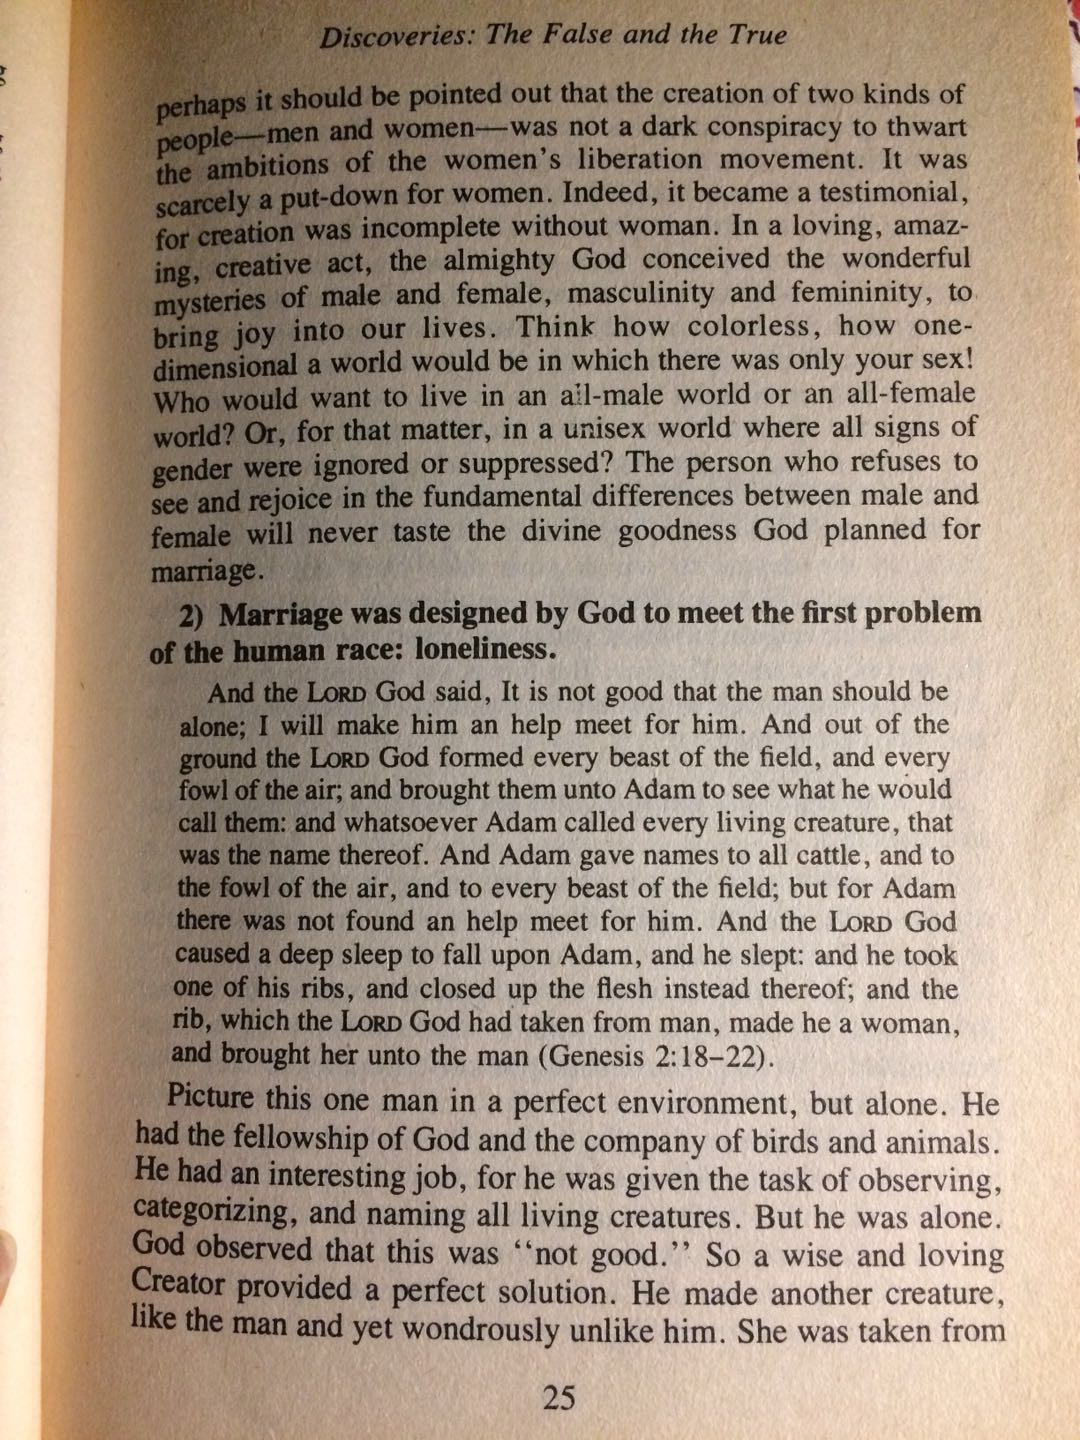 Discoveries: The False and the True
perhaps it should be pointed out that the creation of two kinds of
people—men and women—was not a dark conspiracy to thwart
the ambitions of the women's liberation movement. It was
scarcely a put-down for women. Indeed, it became a testimonial,
for creation was incomplete without woman. In a loving, amaz-
ing, creative act, the almighty God conceived the wonderful
mysteries of male and female, masculinity and femininity, to
bring joy into our lives. Think how colorless, how one-
dimensional a world would be in which there was only your sex!
Who would want to live in an all-male world or an all-female
world? Or, for that matter, in a unisex world where all signs of
gender were ignored or suppressed? The person who refuses to
see and rejoice in the fundamental differences between male and
female will never taste the divine goodness God planned for
marriage.
2) Marriage was designed by God to meet the first problem
of the human race: loneliness.
And the LORD God said, It is not good that the man should be
alone; I will make him an help meet for him. And out of the
ground the LORD God formed every beast of the field, and every
fowl of the air; and brought them unto Adam to see what he would
call them: and whatsoever Adam called every living creature, that
was the name thereof. And Adam gave names to all cattle, and to
the fowl of the air, and to every beast of the field; but for Adam
there was not found an help meet for him. And the LORD God
caused a deep sleep to fall upon Adam, and he slept: and he took
one of his ribs, and closed up the flesh instead thereof; and the
rib, which the LORD God had taken from man, made he a woman,
and brought her unto the man (Genesis 2:18–22).
Picture this one man in a perfect environment, but alone. He
had the fellowship of God and the company of birds and animals.
He had an interesting job, for he was given the task of observing,
categorizing, and naming all living creatures. But he was alone.
God observed that this was “not good.” So a wise and loving
Creator provided a perfect solution. He made another creature,
like the man and yet wondrously unlike him. She was taken from
25